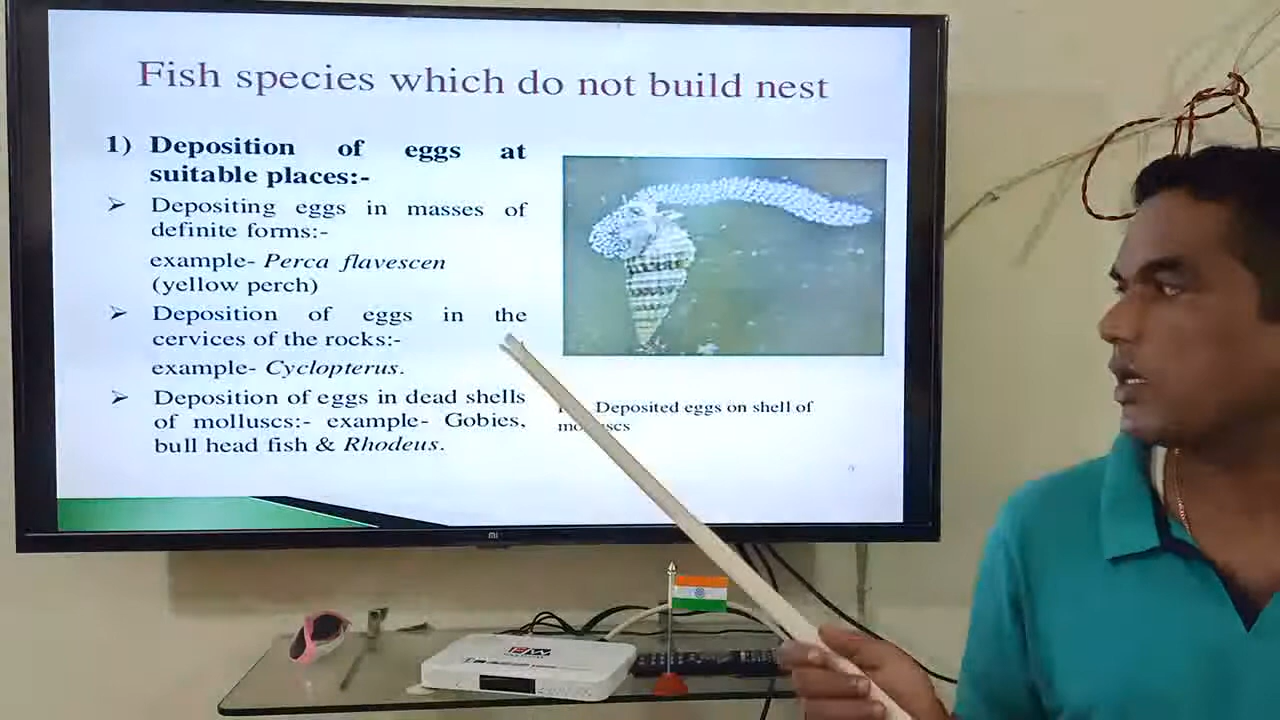 Fish species which do not build nest
1) Deposition of eggs at
suitable places:-
➤ Depositing eggs in masses of
definite forms:-
example- Perca flavescen
(yellow perch)
➤ Deposition of eggs in the
cervices of the rocks:-
example- Cyclopterus.
➤ Deposition of eggs in dead shells
of molluscs:- example- Gobies,
bull head fish & Rhodeus.
Deposited eggs on shell of
mi